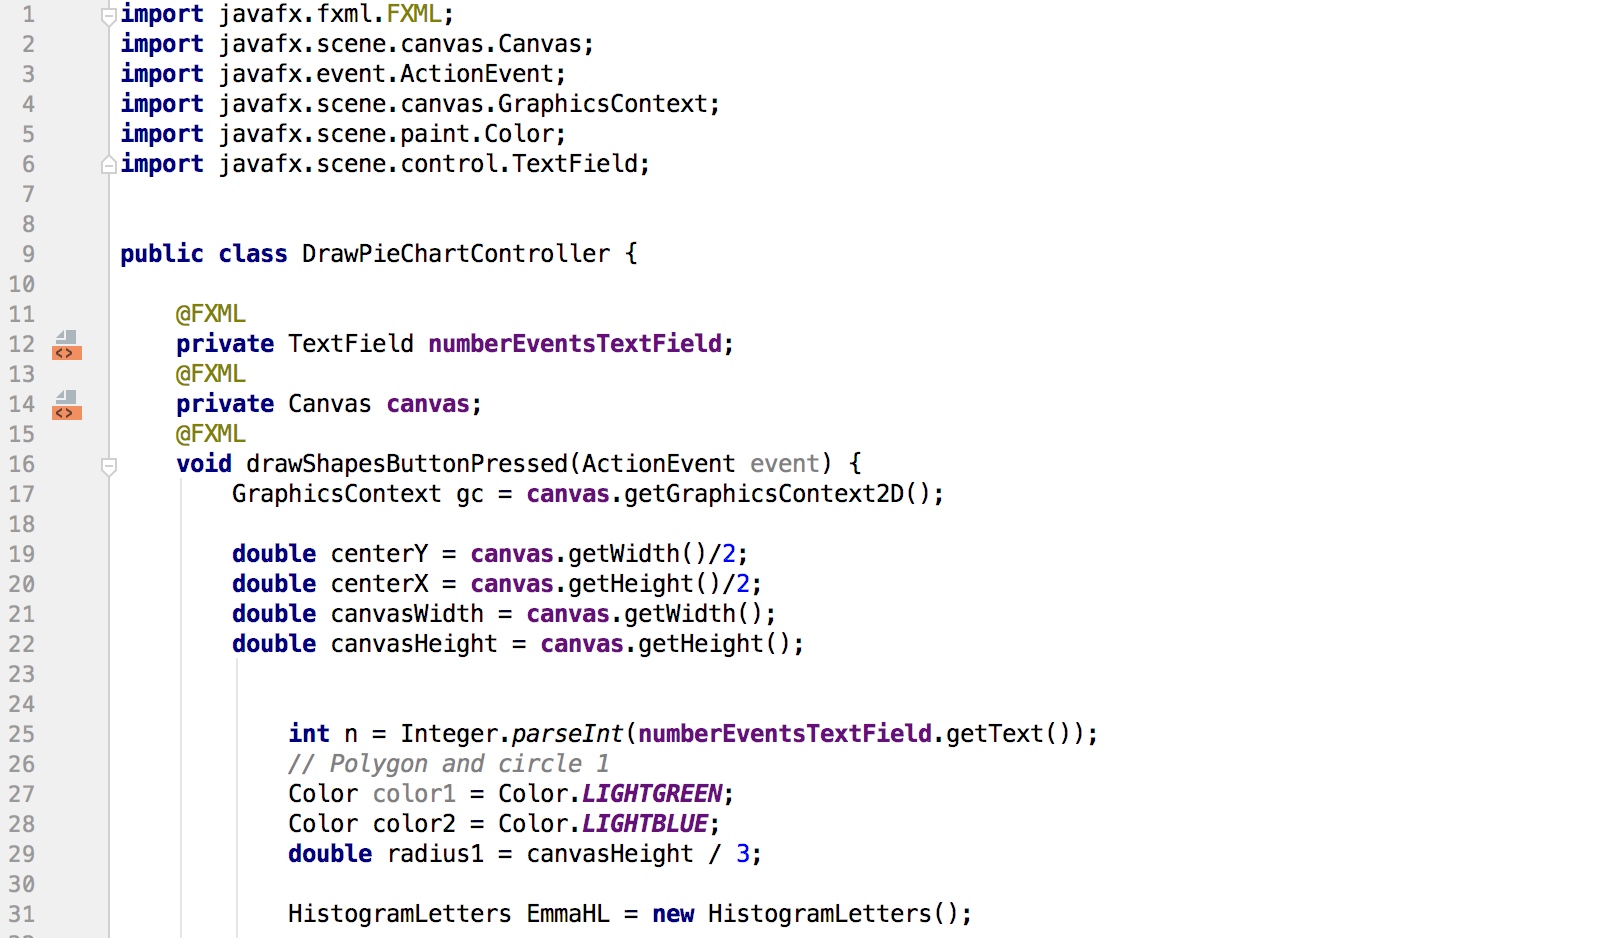 1 import javafx.fxml.FXML;
2 import javafx.scene.canvas.Canvas;
3 import javafx.event.ActionEvent;
4 import javafx.scene.canvas.GraphicsContext;
5 import javafx.scene.paint.Color;
6 import javafx.scene.control.TextField;
7
8
9 public class DrawPieChartController {
10
11 @FXML
12 <> private TextField numberEventsTextField;
13 @FXML
14 <> private Canvas canvas;
15 @FXML
16 void drawShapesButtonPressed(ActionEvent event) {
17 GraphicsContext gc = canvas.getGraphicsContext2D();
18
19 double centerY = canvas.getWidth()/2;
20 double centerX = canvas.getHeight()/2;
21 double canvasWidth = canvas.getWidth();
22 double canvasHeight = canvas.getHeight();
23
24
25 int n = Integer.parseInt(numberEventsTextField.getText());
26 // Polygon and circle 1
27 Color color1 = Color.LIGHTGREEN;
28 Color color2 = Color.LIGHTBLUE;
29 double radius1 = canvasHeight / 3;
30
31 HistogramLetters EmmaHL = new HistogramLetters();